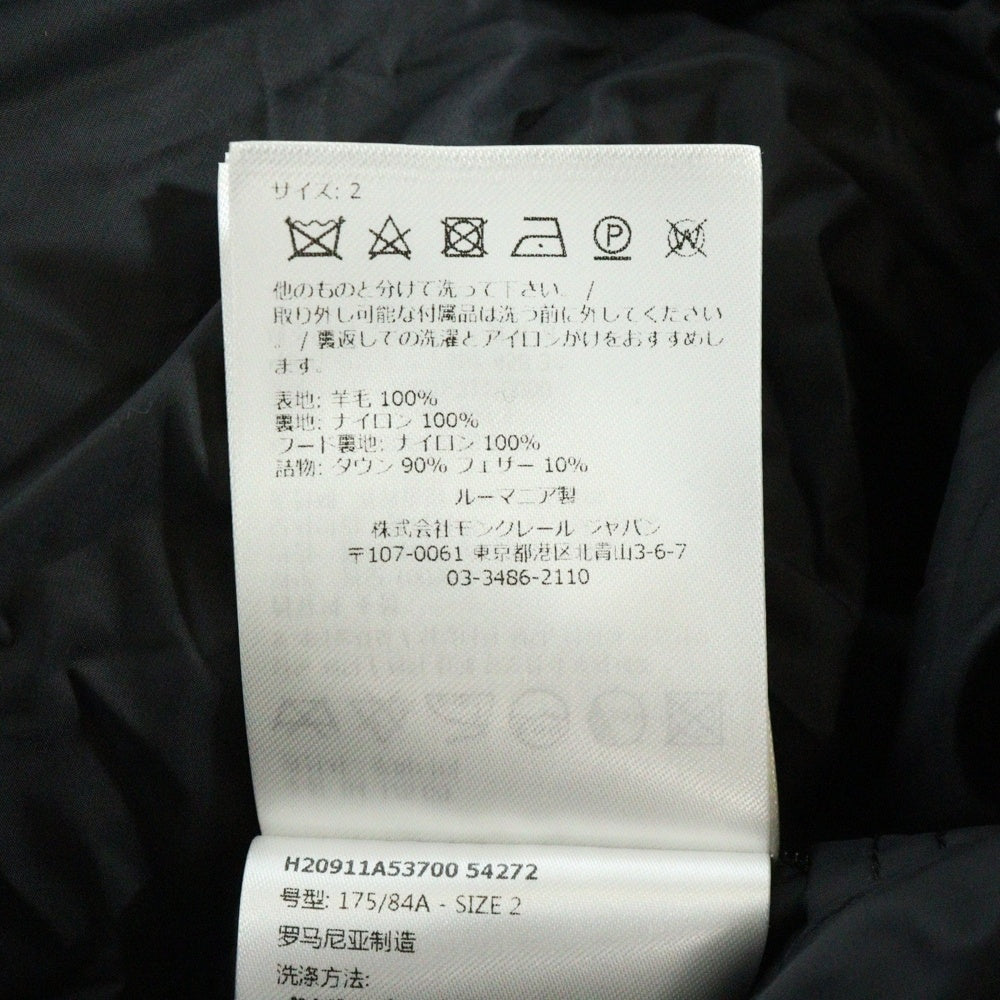 サイズ: 2
P
W
他のものと分けて洗って下さい。 /
取り外し可能な付属品は洗う前に外してください
。 / 裏返しての洗濯とアイロンがけをおすすめし
ます。
表地: 羊毛 100%
裏地: ナイロン 100%
フード裏地: ナイロン 100%
詰物: ダウン 90% フェザー 10%
ルーマニア製
株式会社モンクレール ジャパン
〒107-0061 東京都港区北青山3-6-7
03-3486-2110
H20911A53700 54272
号型: 175/84A - SIZE 2
罗马尼亚制造
洗涤方法: